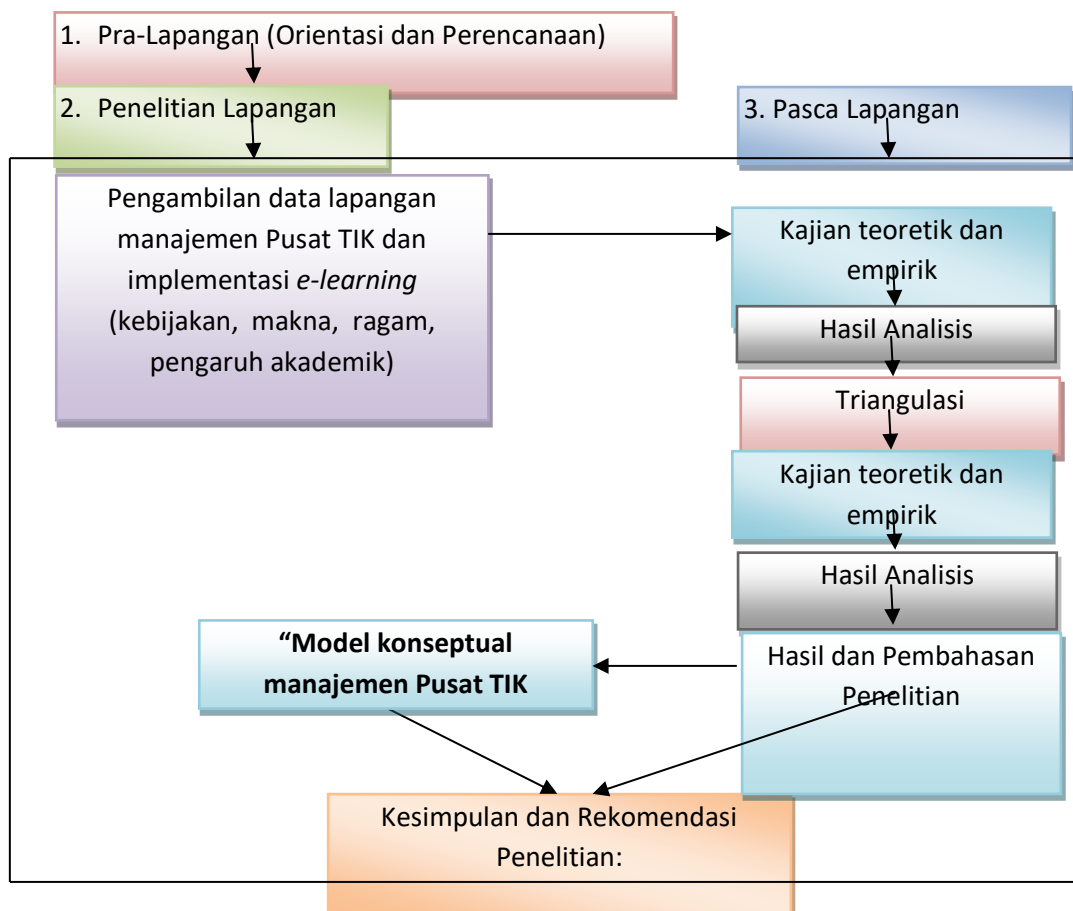 1. Pra-Lapangan (Orientasi dan Perencanaan)
2. Penelitian Lapangan
Pengambilan data lapangan
manajemen Pusat TIK dan
implementasi e-learning
(kebijakan, makna, ragam,
pengaruh akademik)
3. Pasca Lapangan
Kajian teoretik dan
empirik
Hasil Analisis
Triangulasi
Kajian teoretik dan
empirik
Hasil Analisis
Hasil dan Pembahasan
Penelitian
“Model konseptual
manajemen Pusat TIK
Kesimpulan dan Rekomendasi
Penelitian: